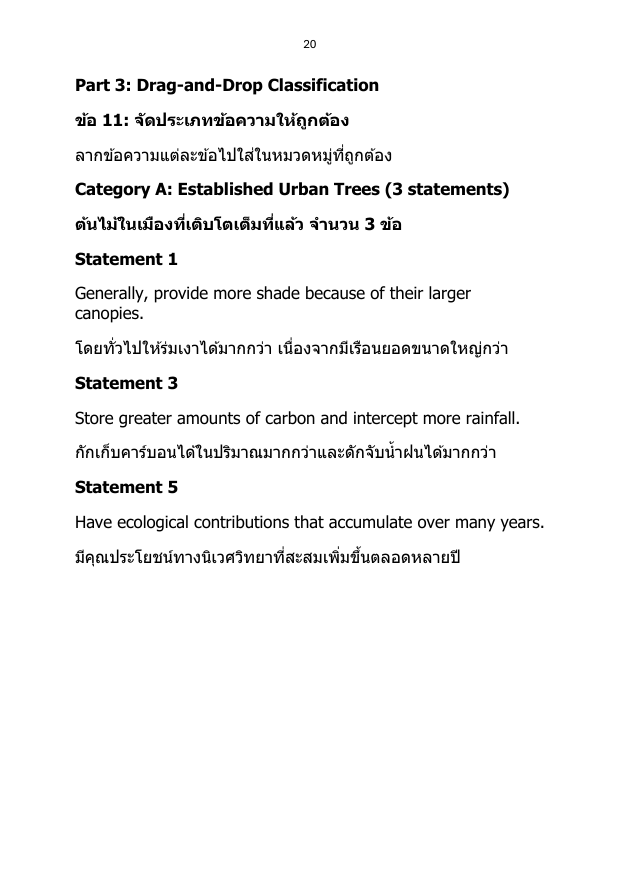 20
Part 3: Drag-and-Drop Classification
ข้อ 11: จัดประเภทข้อความให้ถูกต้อง
ลากข้อความแต่ละข้อไปใส่ในหมวดหมู่ที่ถูกต้อง
Category A: Established Urban Trees (3 statements)
ต้นไม้ในเมืองที่เติบโตเต็มที่แล้ว จำนวน 3 ข้อ
Statement 1
Generally, provide more shade because of their larger
canopies.
โดยทั่วไปให้ร่มเงาได้มากกว่า เนื่องจากมีเรือนยอดขนาดใหญ่กว่า
Statement 3
Store greater amounts of carbon and intercept more rainfall.
กักเก็บคาร์บอนได้ในปริมาณมากกว่าและดักจับน้ำฝนได้มากกว่า
Statement 5
Have ecological contributions that accumulate over many years.
มีคุณประโยชน์ทางนิเวศวิทยาที่สะสมเพิ่มขึ้นตลอดหลายปี